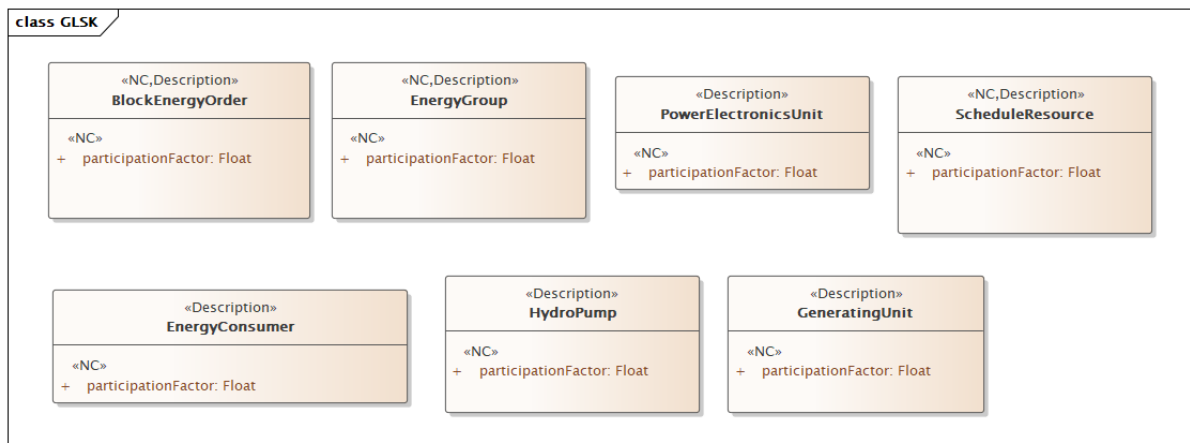 class GLSK
«NC,Description»
BlockEnergyOrder
«NC»
+ participationFactor: Float
«NC,Description»
EnergyGroup
«NC»
+ participationFactor: Float
«Description»
PowerElectronicsUnit
«NC»
+ participationFactor: Float
«NC,Description»
ScheduleResource
«NC»
+ participationFactor: Float
«Description»
EnergyConsumer
«NC»
+ participationFactor: Float
«Description»
HydroPump
«NC»
+ participationFactor: Float
«Description»
GeneratingUnit
«NC»
+ participationFactor: Float